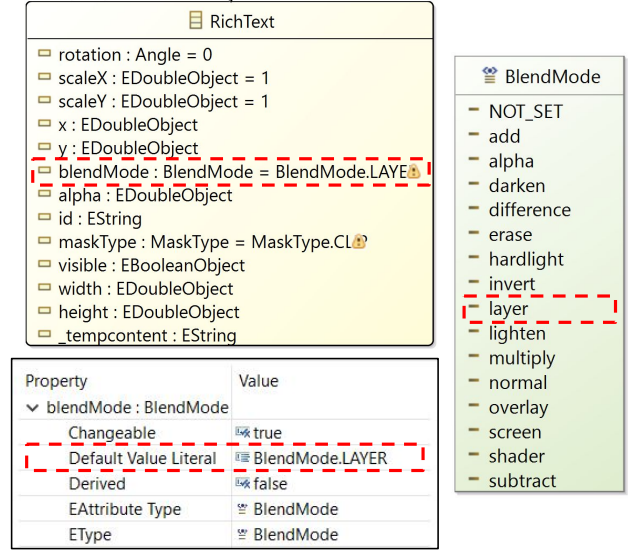 RichText
rotation : Angle = 0
scaleX : EDoubleObject = 1
scaleY : EDoubleObject = 1
x : EDoubleObject
y : EDoubleObject
blendMode : BlendMode = BlendMode.LAYE
alpha : EDoubleObject
id : EString
maskType : MaskType = MaskType.CLIP
visible : EBooleanObject
width : EDoubleObject
height : EDoubleObject
_tempcontent : EString
BlendMode
NOT_SET
add
alpha
darken
difference
erase
hardlight
invert
layer
lighten
multiply
normal
overlay
screen
shader
subtract
Property Value
blendMode : BlendMode
Changeable true
Default Value Literal BlendMode.LAYER
Derived false
EAttribute Type BlendMode
EType BlendMode